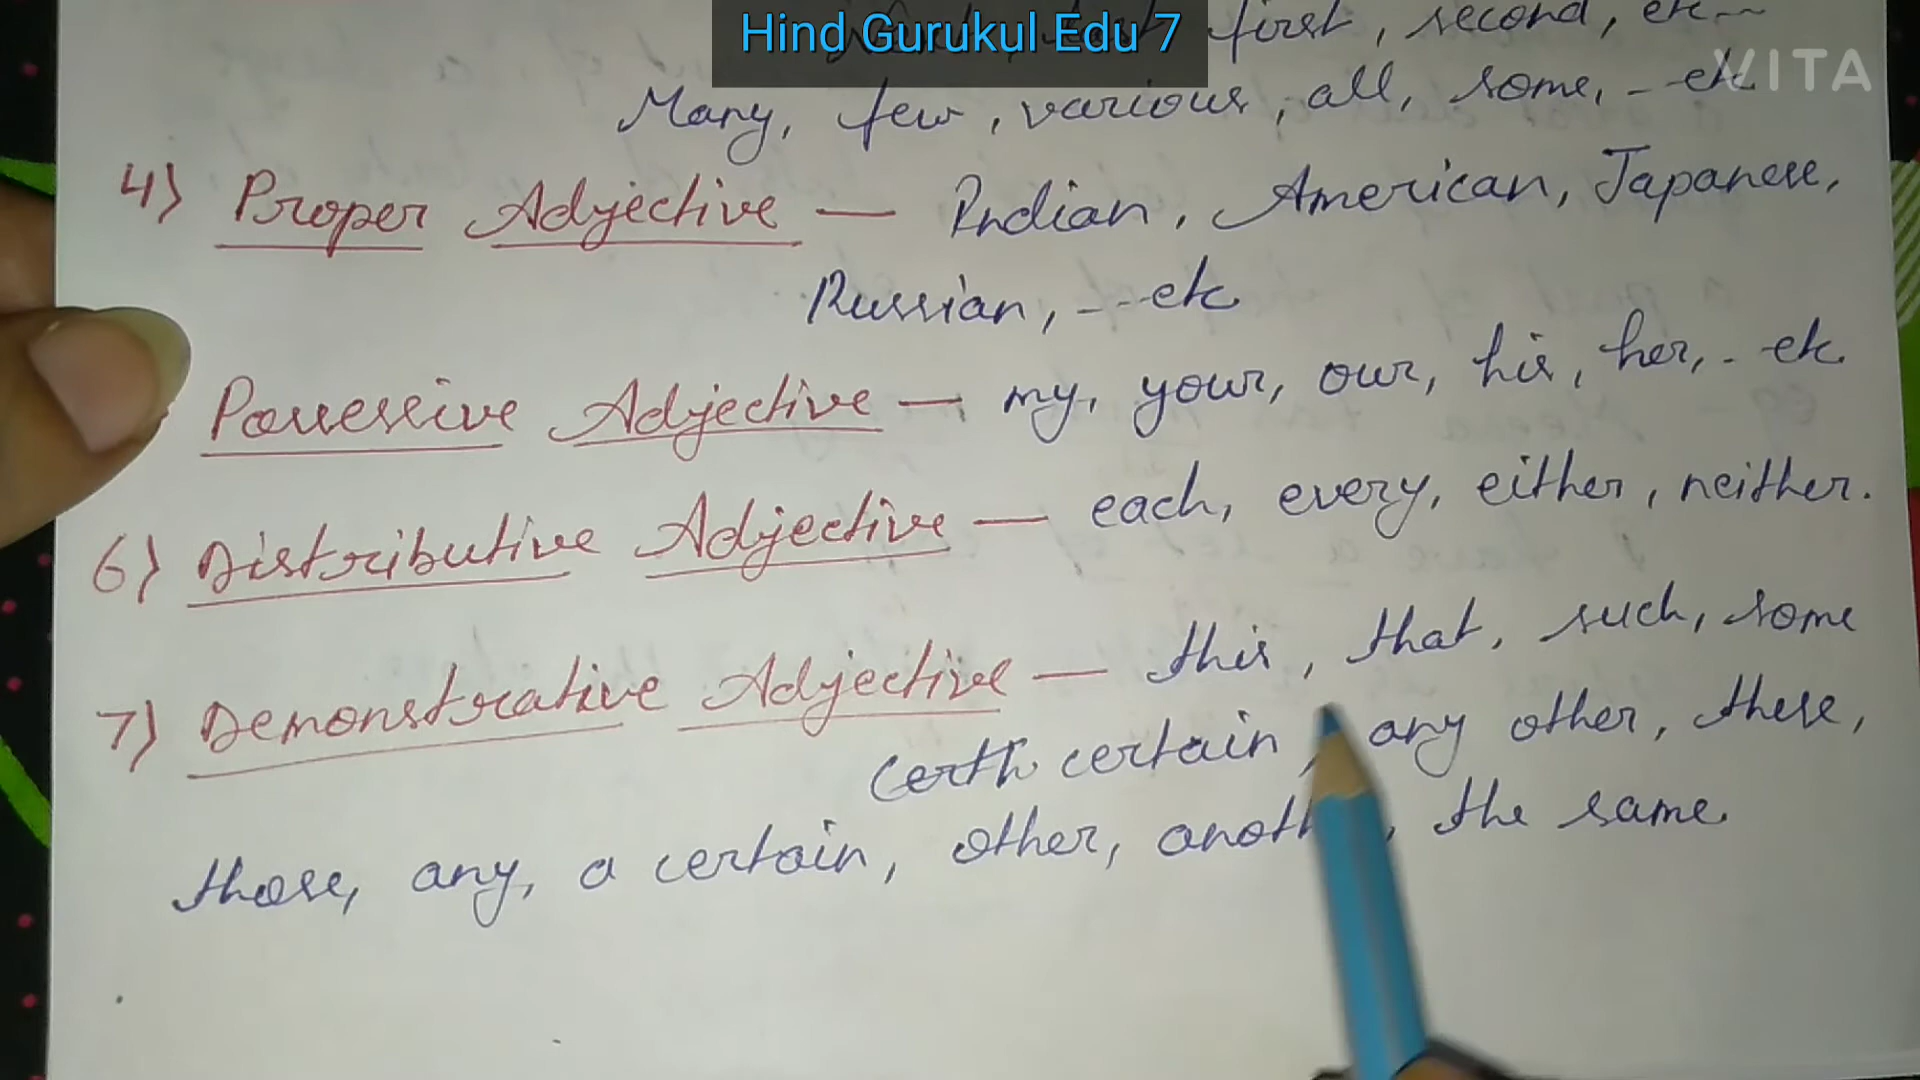 Hind Gurukul Edu 7
first, second, etc
VITA
Many, few, various, all, some, -- etc
4) Proper Adjective — Indian, American, Japanese,
Russian, --- etc
Possessive Adjective — my, your, our, his, her, - etc.
6) Distributive Adjective — each, every, either, neither.
7) Demonstrative Adjective — this, that, such, some
certain, any other, these,
those, any, a certain, other, the same.